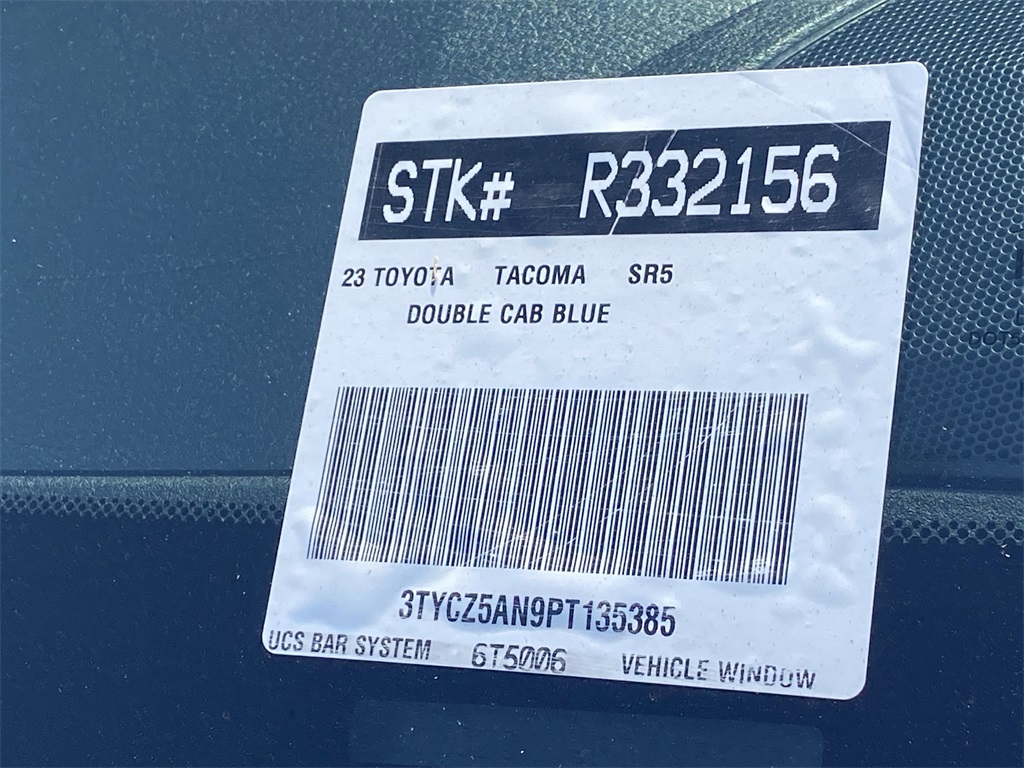 STK# R332156
23 TOYOTA TACOMA SR5
DOUBLE CAB BLUE
3TYCZ5AN9PT135385
UCS BAR SYSTEM 6T5006 VEHICLE WINDOW